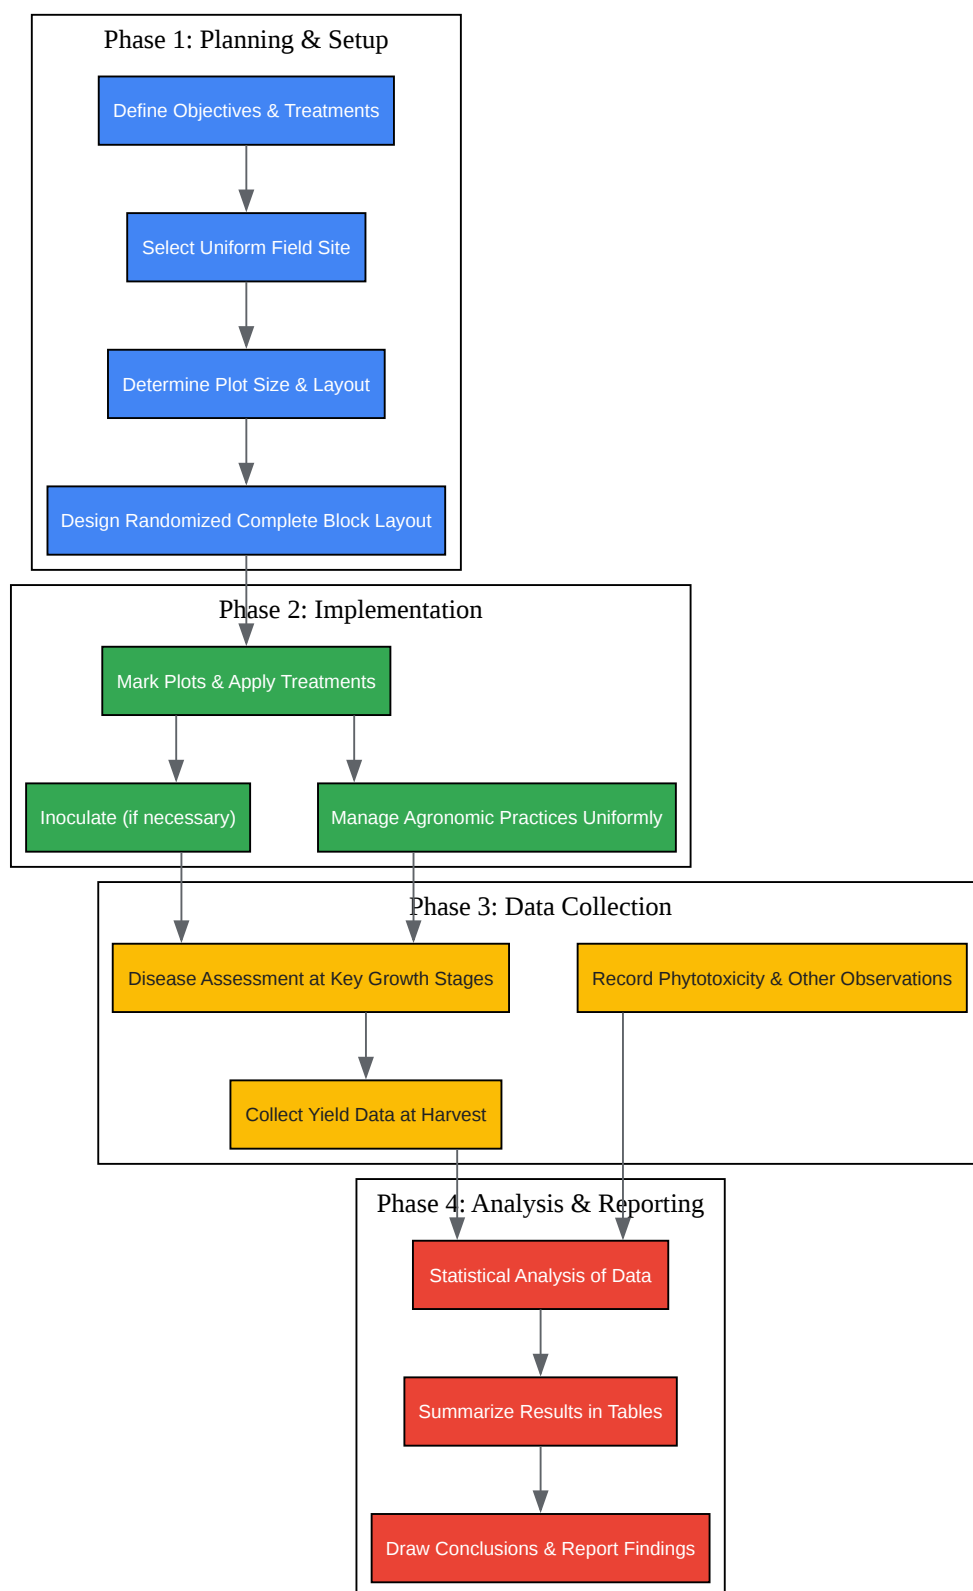 Phase 1: Planning & Setup
Define Objectives & Treatments
Select Uniform Field Site
Determine Plot Size & Layout
Design Randomized Complete Block Layout
Phase 2: Implementation
Mark Plots & Apply Treatments
Inoculate (if necessary)
Manage Agronomic Practices Uniformly
Phase 3: Data Collection
Disease Assessment at Key Growth Stages
Record Phytotoxicity & Other Observations
Collect Yield Data at Harvest
Phase 4: Analysis & Reporting
Statistical Analysis of Data
Summarize Results in Tables
Draw Conclusions & Report Findings